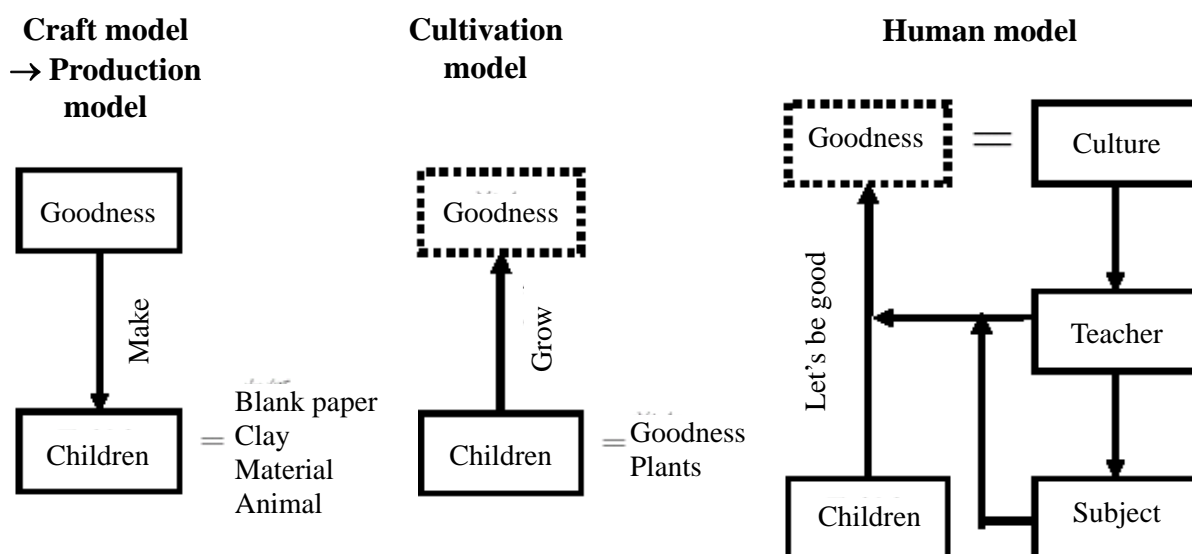 Craft model
→ Production
model
Goodness
Make
Children
=
Blank paper
Clay
Material
Animal
Cultivation
model
Goodness
Grow
Children
=
Goodness
Plants
Human model
Goodness
=
Culture
Let's be good
Teacher
Children
Subject